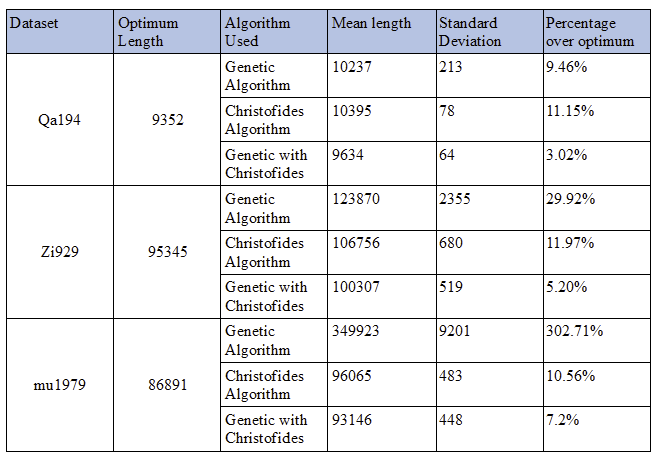 Dataset Optimum Length Algorithm Used Mean length Standard Deviation Percentage over optimum
Qa194 9352 Genetic Algorithm 10237 213 9.46%
Christofides Algorithm 10395 78 11.15%
Genetic with Christofides 9634 64 3.02%
Zi929 95345 Genetic Algorithm 123870 2355 29.92%
Christofides Algorithm 106756 680 11.97%
Genetic with Christofides 100307 519 5.20%
mu1979 86891 Genetic Algorithm 349923 9201 302.71%
Christofides Algorithm 96065 483 10.56%
Genetic with Christofides 93146 448 7.2%